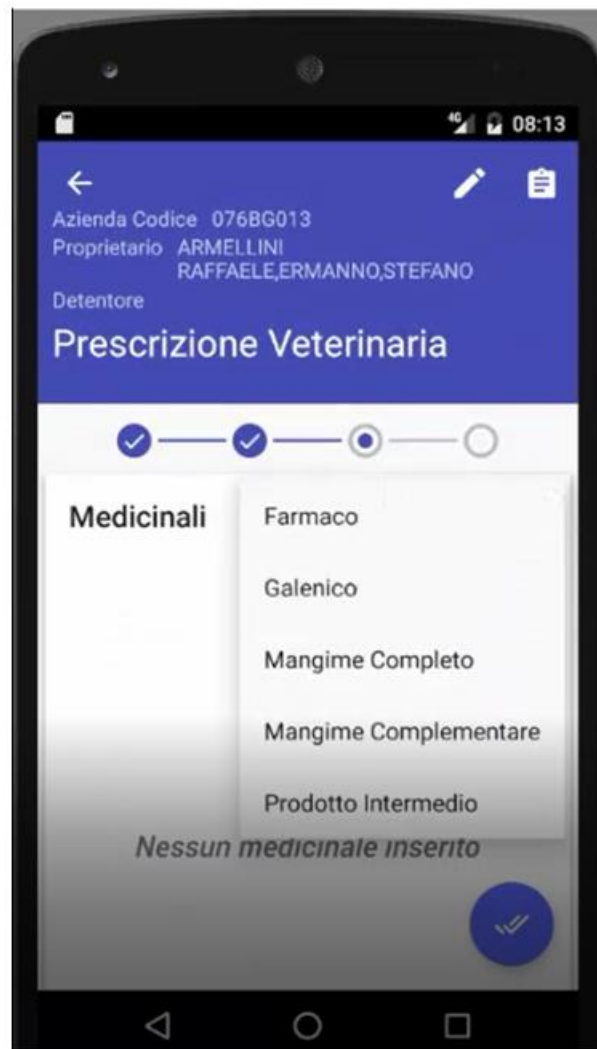 4G 08:13
Azienda Codice 076BG013
Proprietario ARMELLINI
RAFFAELE,ERMANNO,STEFANO
Detentore
Prescrizione Veterinaria
Medicinali
Farmaco
Galenico
Mangime Completo
Mangime Complementare
Prodotto Intermedio
Nessun medicinale inserito